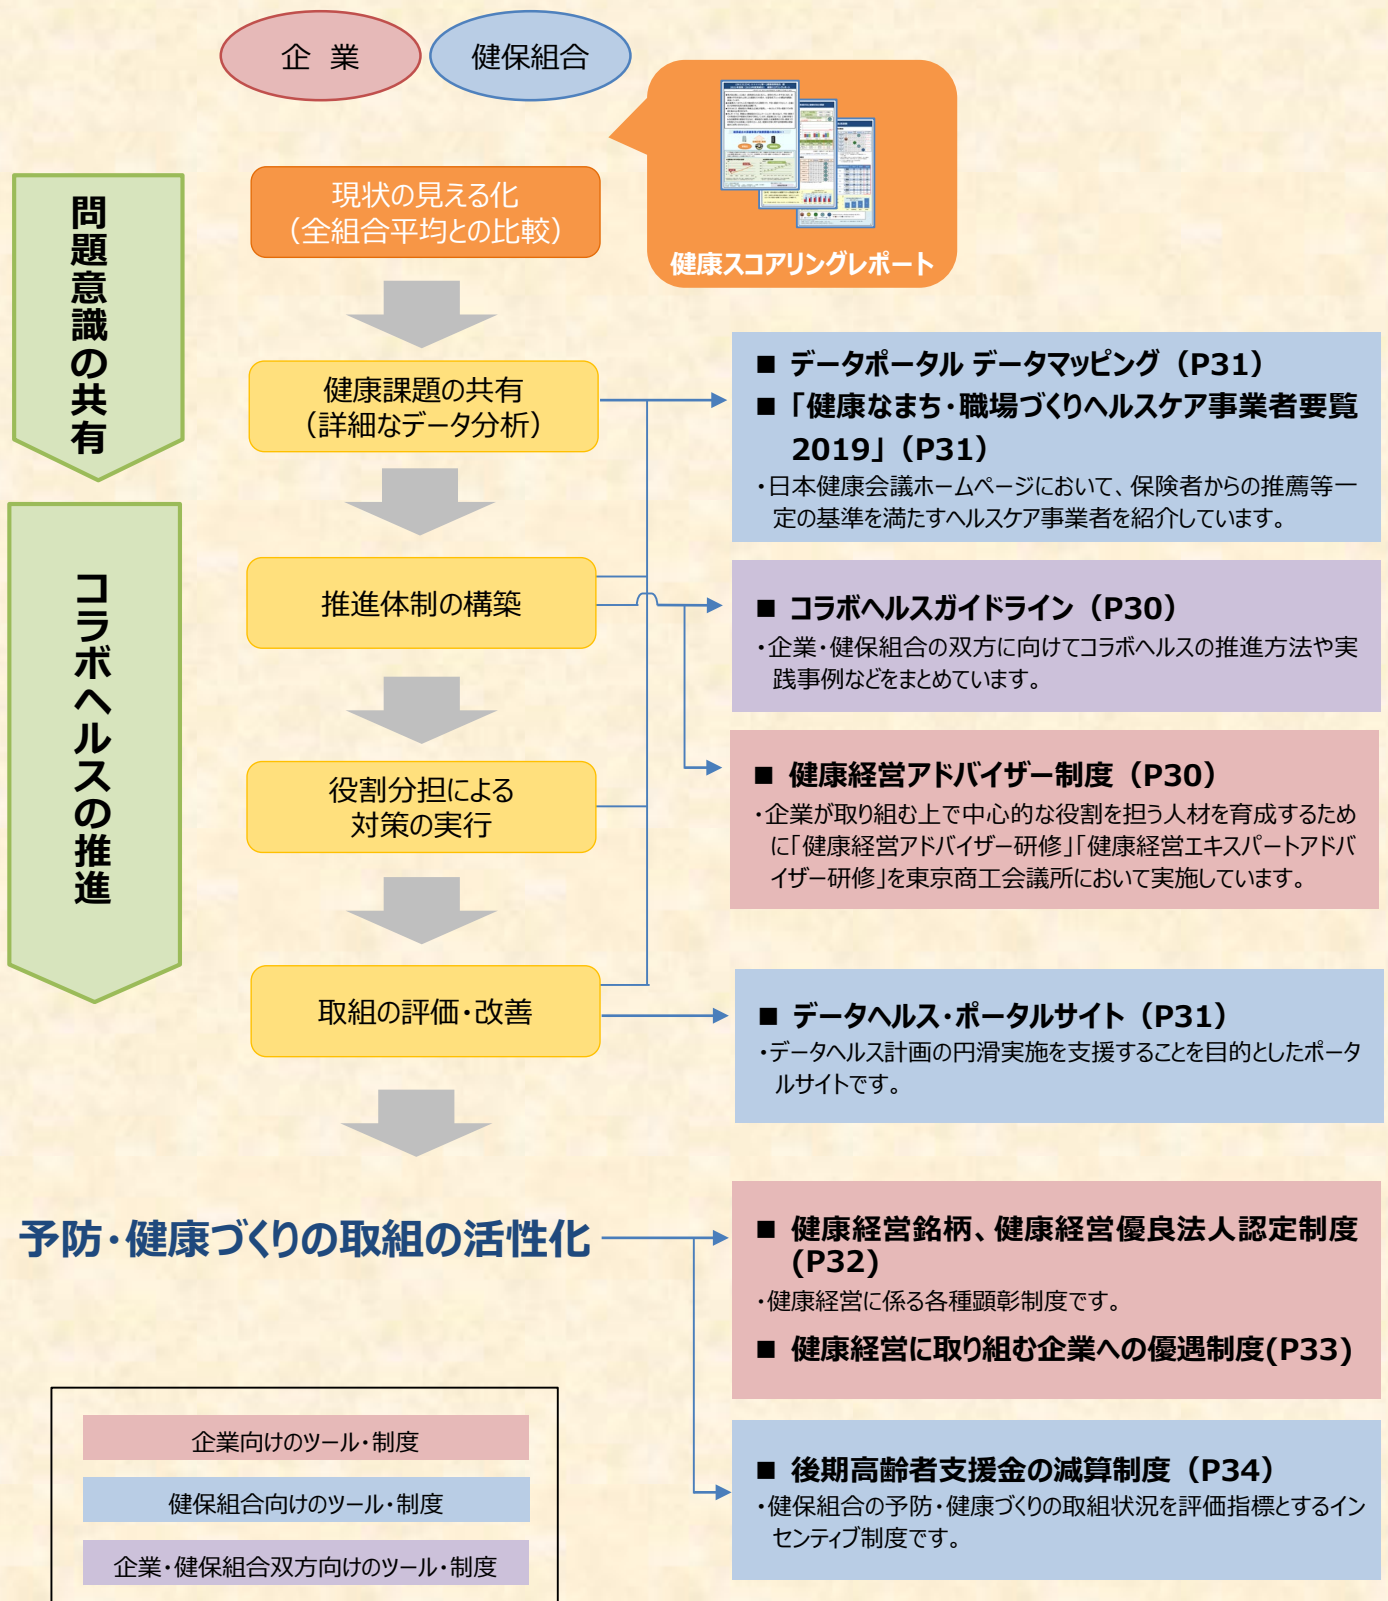 企 業
健保組合
現状の見える化
（全組合平均との比較）
健康スコアリングレポート
問題意識の共有
健康課題の共有
（詳細なデータ分析）
■ データポータル データマッピング（P31）
■ 「健康なまち・職場づくりヘルスケア事業者要覧
2019」（P31）
・日本健康会議ホームページにおいて、保険者からの推薦等一
定の基準を満たすヘルスケア事業者を紹介しています。
コラボヘルスの推進
推進体制の構築
■ コラボヘルスガイドライン（P30）
・企業・健保組合の双方に向けてコラボヘルスの推進方法や実
践事例などをまとめています。
役割分担による
対策の実行
■ 健康経営アドバイザー制度（P30）
・企業が取り組む上で中心的な役割を担う人材を育成するため
に「健康経営アドバイザー研修」「健康経営エキスパートアドバ
イザー研修」を東京商工会議所において実施しています。
取組の評価・改善
■ データヘルス・ポータルサイト（P31）
・データヘルス計画の円滑実施を支援することを目的としたポータ
ルサイトです。
予防・健康づくりの取組の活性化
■ 健康経営銘柄、健康経営優良法人認定制度
(P32)
・健康経営に係る各種顕彰制度です。
■ 健康経営に取り組む企業への優遇制度(P33)
■ 後期高齢者支援金の減算制度（P34）
・健保組合の予防・健康づくりの取組状況を評価指標とするイン
センティブ制度です。
企業向けのツール・制度
健保組合向けのツール・制度
企業・健保組合双方向けのツール・制度